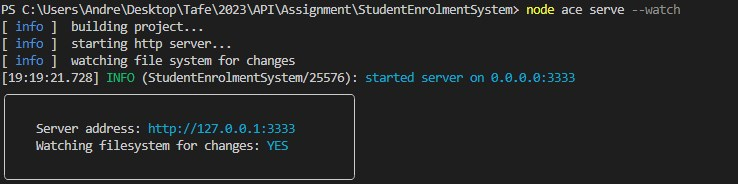 PS C:\Users\Andre\Desktop\Tafe\2023\API\Assignment\StudentEnrolmentSystem> node ace serve --watch
[ info ]  building project...
[ info ]  starting http server...
[ info ]  watching file system for changes
[19:19:21.728] INFO (StudentEnrolmentSystem/25576): started server on 0.0.0.0:3333
Server address: http://127.0.0.1:3333
Watching filesystem for changes: YES